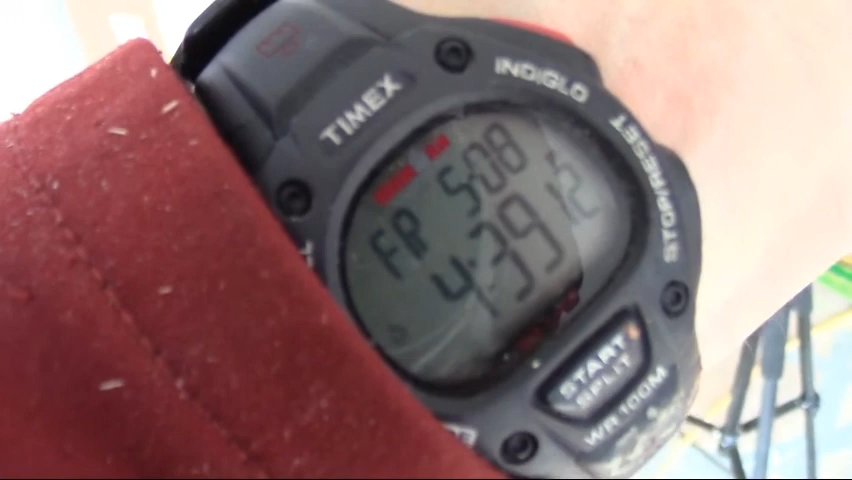 TIMEX
INDIGLO
STOP/RESET
FR 5-08
4:39 12
START
SPLIT
WR.100M